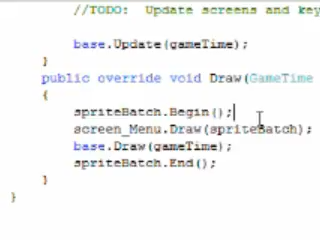 //TODO:  Update screens and key
base.Update(gameTime);
}
public override void Draw(GameTime
{
spriteBatch.Begin();
screen_Menu.Draw(spriteBatch);
base.Draw(gameTime);
spriteBatch.End();
}
}